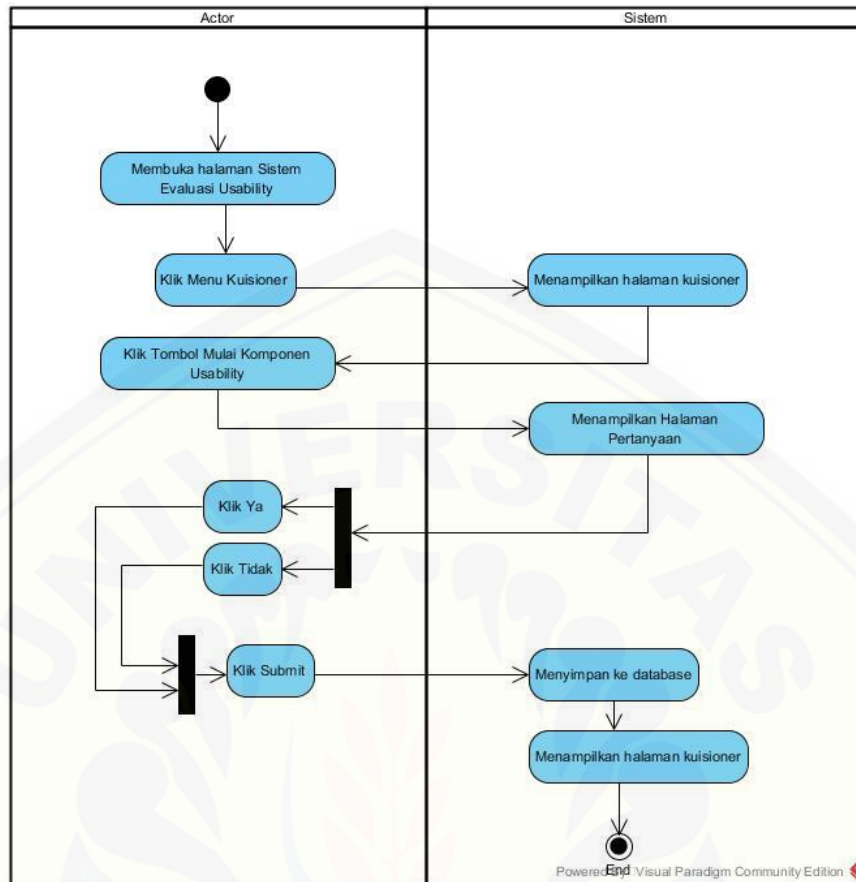 Actor
Sistem
Membuka halaman Sistem
Evaluasi Usability
Klik Menu Kuisioner
Menampilkan halaman kuisioner
Klik Tombol Mulai Komponen
Usability
Menampilkan Halaman
Pertanyaan
Klik Ya
Klik Tidak
Klik Submit
Menyimpan ke database
Menampilkan halaman kuisioner
End
Powered By Visual Paradigm Community Edition
UNIVERSITAS